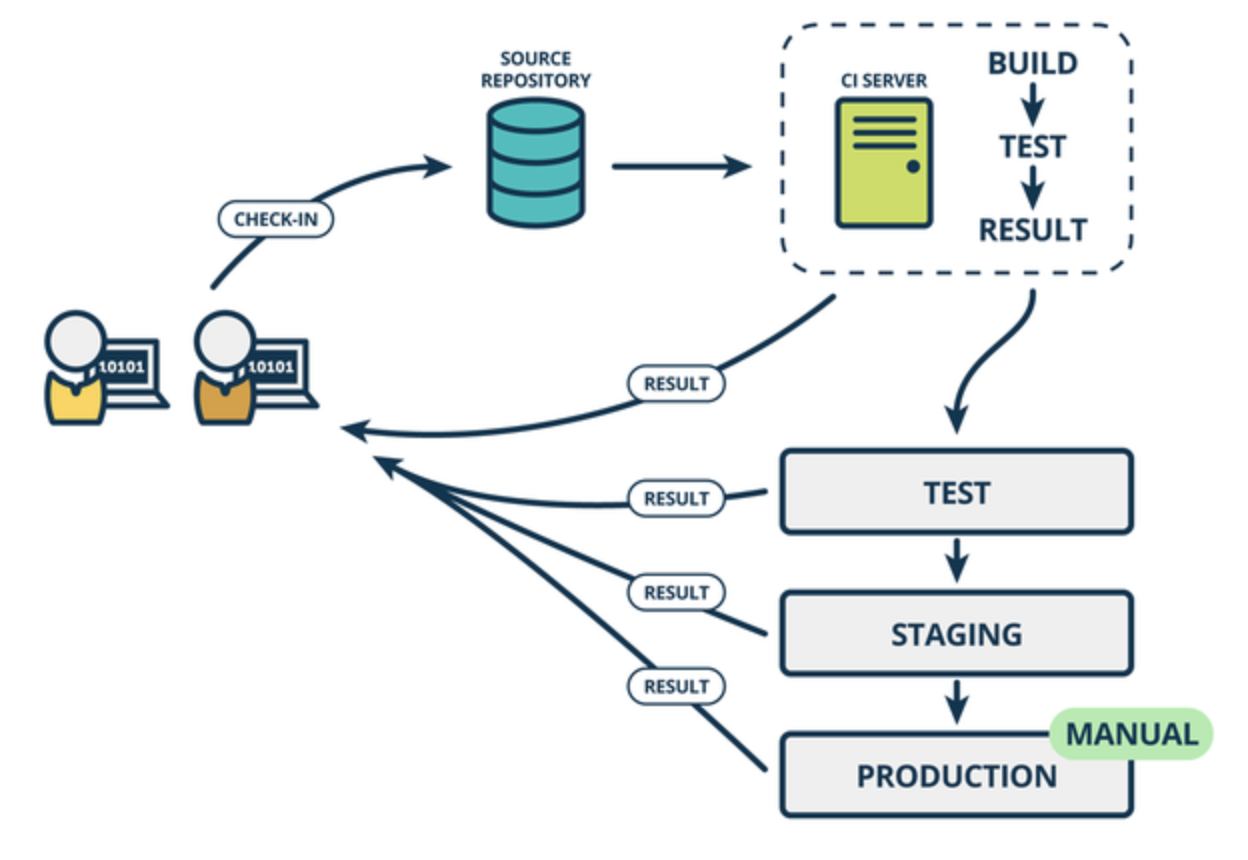 SOURCE
REPOSITORY
CI SERVER
BUILD
TEST
RESULT
CHECK-IN
10101
10101
RESULT
RESULT
RESULT
RESULT
TEST
STAGING
MANUAL
PRODUCTION